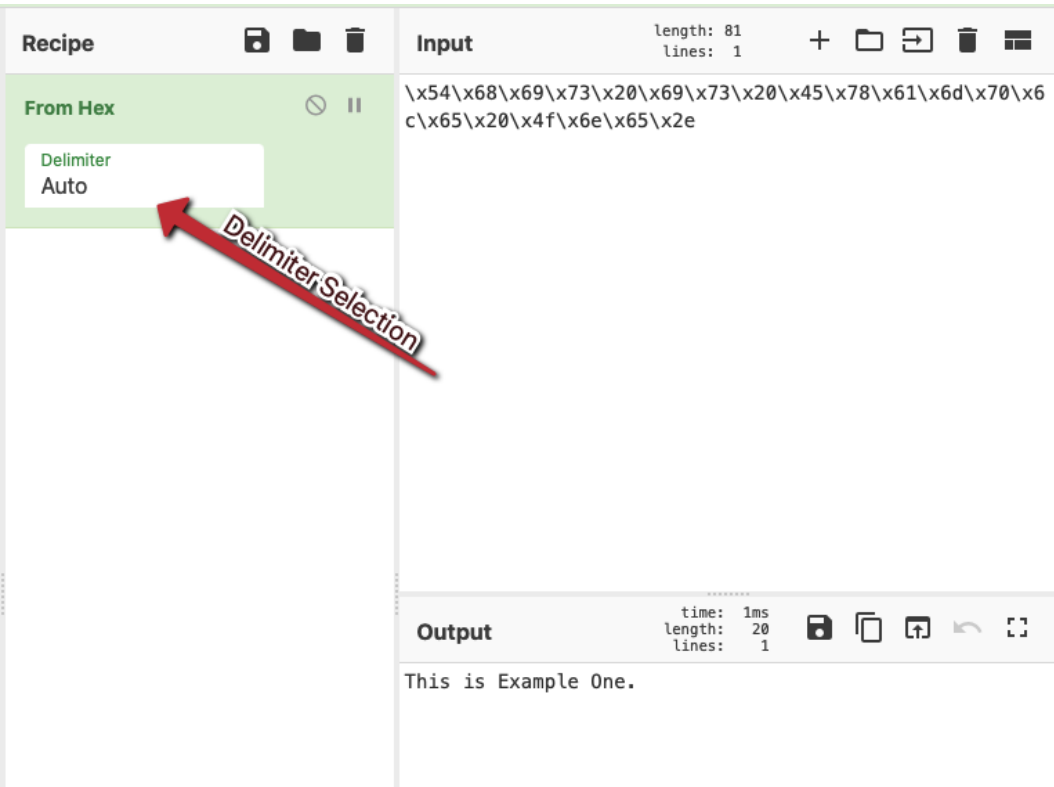 Recipe
From Hex
Delimiter
Auto
Delimiter Selection
Input
length: 81
lines: 1
\x54\x68\x69\x73\x20\x69\x73\x20\x45\x78\x61\x6d\x70\x6
c\x65\x20\x4f\x6e\x65\x2e
Output
time: 1ms
length: 20
lines: 1
This is Example One.